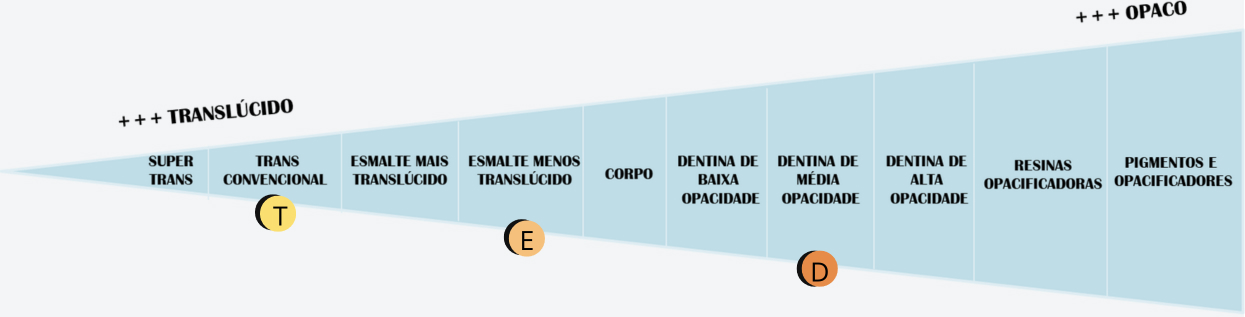 + + + OPACO
+ + + TRANSLÚCIDO
SUPER
TRANS
TRANS
CONVENCIONAL
ESMALTE MAIS
TRANSLÚCIDO
ESMALTE MENOS
TRANSLÚCIDO
CORPO
DENTINA DE
BAIXA
OPACIDADE
DENTINA DE
MÉDIA
OPACIDADE
DENTINA DE
ALTA
OPACIDADE
RESINAS
OPACIFICADORAS
PIGMENTOS E
OPACIFICADORES
T
E
D